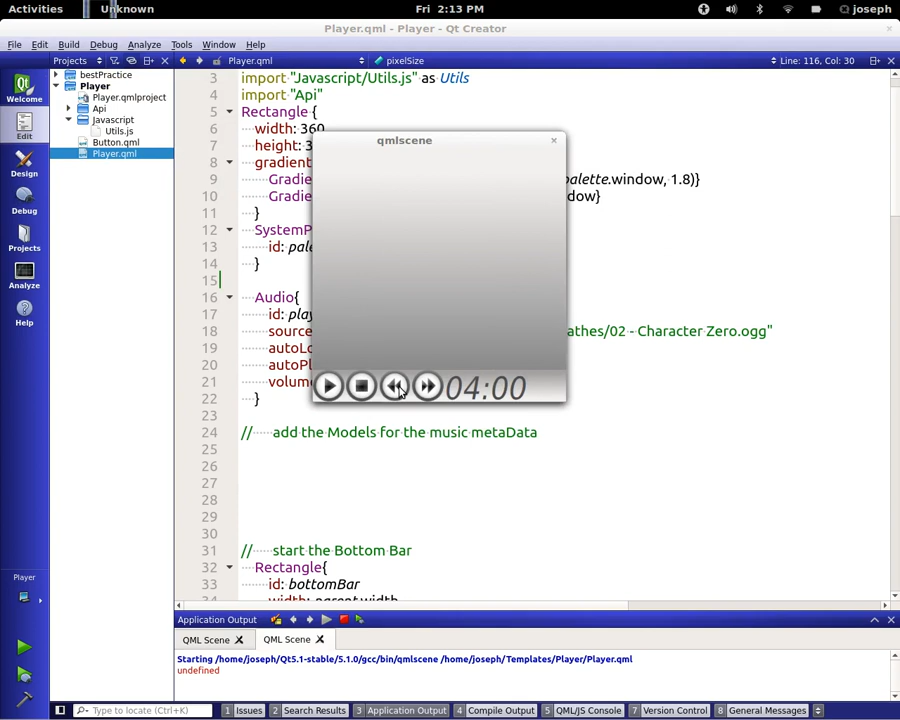 Activities
Unknown
Fri 2:13 PM
joseph
Player.qml - Player - Qt Creator
File Edit Build Debug Analyze Tools Window Help
Projects
Player.qml
pixelSize
Line: 116, Col: 30
bestPractice
Player
Player.qmlproject
Api
Javascript
Utils.js
Button.qml
Player.qml
Qt
Welcome
Edit
Design
Debug
Projects
Analyze
Help
3 import "Javascript/Utils.js" as Utils
4 import "Api"
5 Rectangle {
6 width: 360
7 height: 3
8 gradient
9 Gradie palette.window, 1.8)}
10 Gradie dow}
11 }
12 SystemP
13 id: pale
14 }
15
16 Audio{
17 id: play
18 source athes/02 - Character Zero.ogg"
19 autoLo
20 autoPl
21 volum
22 }
23
24 // add the Models for the music metaData
25
26
27
28
29
30
31 // start the Bottom Bar
32 Rectangle{
33 id: bottomBar
qmlscene
04:00
Player
Application Output
QML Scene
QML Scene
Starting /home/joseph/Qt5.1-stable/5.1.0/gcc/bin/qmlscene /home/joseph/Templates/Player/Player.qml
undefined
Type to locate (Ctrl+K)
1 Issues
2 Search Results
3 Application Output
4 Compile Output
5 QML/JS Console
7 Version Control
8 General Messages